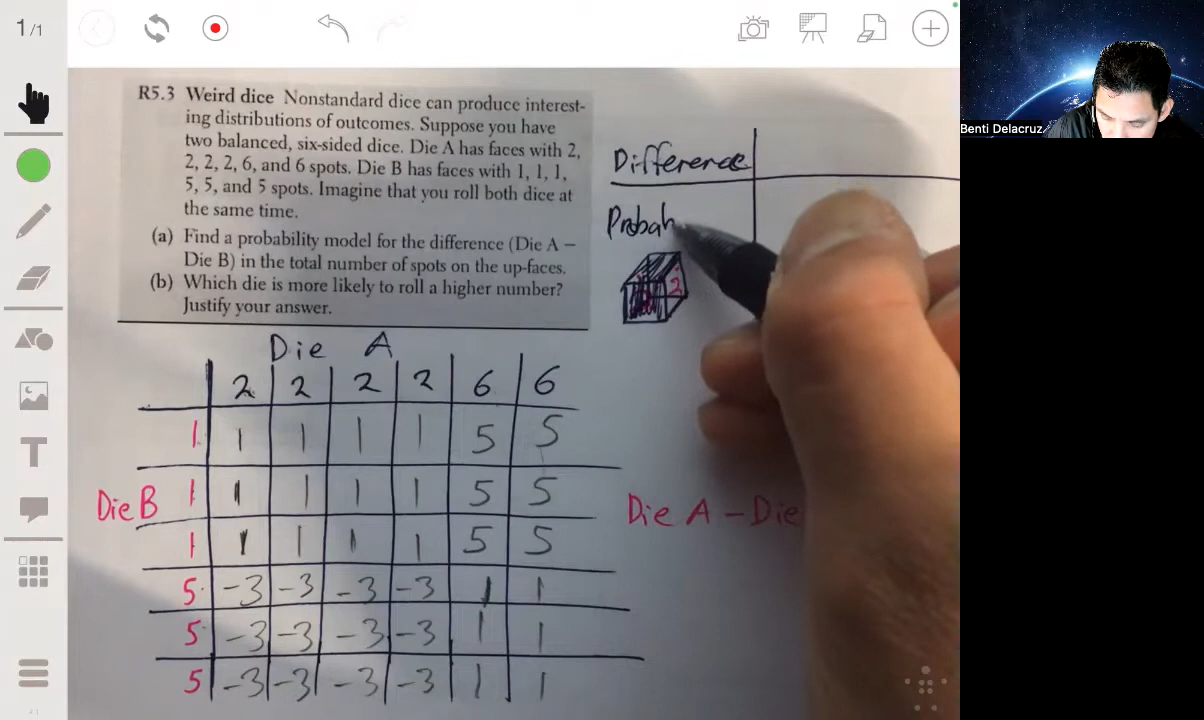 1/1
R5.3 Weird dice Nonstandard dice can produce interest-
ing distributions of outcomes. Suppose you have
two balanced, six-sided dice. Die A has faces with 2,
2, 2, 2, 6, and 6 spots. Die B has faces with 1, 1, 1,
5, 5, and 5 spots. Imagine that you roll both dice at
the same time.
(a) Find a probability model for the difference (Die A –
Die B) in the total number of spots on the up-faces.
(b) Which die is more likely to roll a higher number?
Justify your answer.
Difference
Probab
2
Die A
2 2 2 2 6 6
1 1 1 1 1 5 5
Die B 1 1 1 1 1 5 5
1 1 1 1 1 5 5
5 -3 -3 -3 -3 1 1
5 -3 -3 -3 -3 1 1
5 -3 -3 -3 -3 1 1
Die A - Die
Benti Delacruz
T